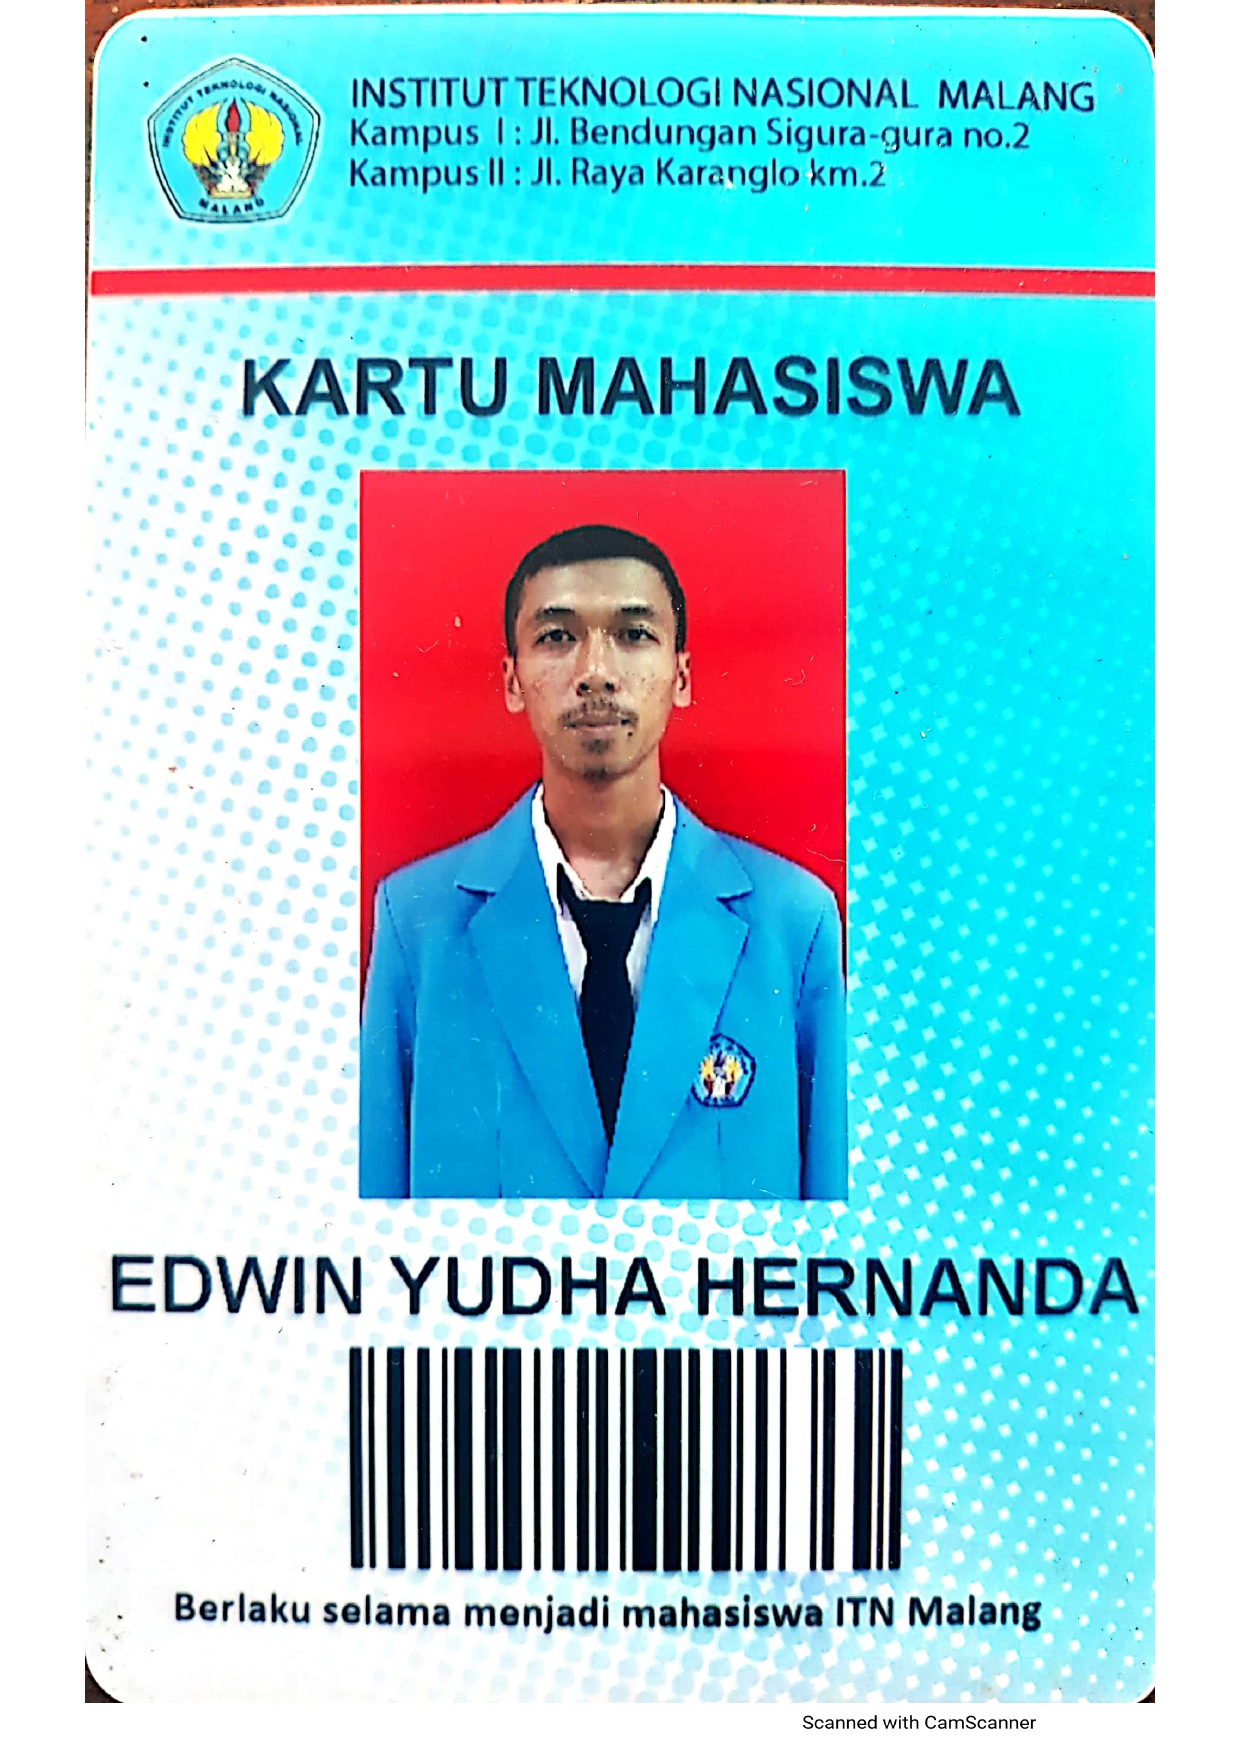 INSTITUT TEKNOLOGI NASIONAL
MALANG
INSTITUT TEKNOLOGI NASIONAL MALANG
Kampus I : Jl. Bendungan Sigura-gura no.2
Kampus II : Jl. Raya Karanglo km.2
KARTU MAHASISWA
EDWIN YUDHA HERNANDA
Berlaku selama menjadi mahasiswa ITN Malang
Scanned with CamScanner